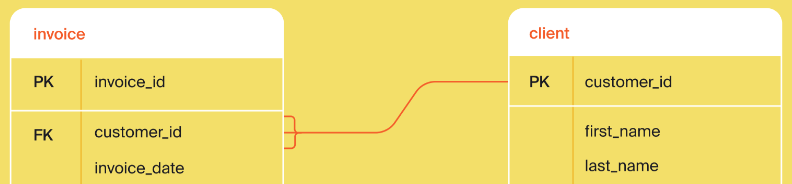 invoice
PK invoice_id
FK customer_id
invoice_date
client
PK customer_id
first_name
last_name